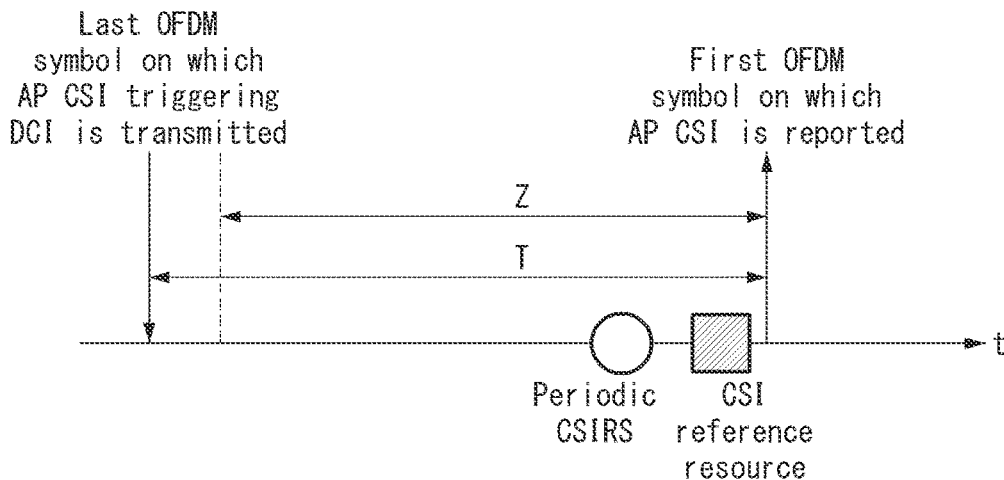 Last OFDM
symbol on which
AP CSI triggering
DCI is transmitted
First OFDM
symbol on which
AP CSI is reported
Z
T
t
Periodic
CSIRS
CSI
reference
resource